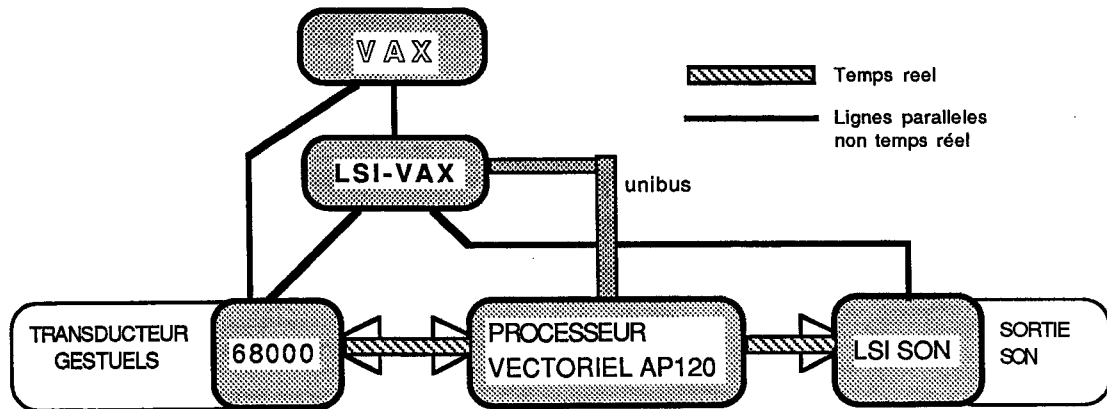 VAX
Temps reel
Lignes paralleles
non temps réel
LSI-VAX
unibus
TRANSDUCTEUR
GESTUELS
68000
PROCESSEUR
VECTORIEL AP120
LSI SON
SORTIE
SON